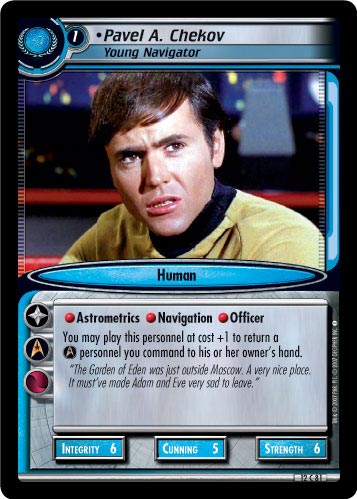 1 •Pavel A. Chekov
Young Navigator
Human
Astrometrics Navigation Officer
You may play this personnel at cost +1 to return a
personnel you command to his or her owner's hand.
"The Garden of Eden was just outside Moscow. A very nice place.
It must've made Adam and Eve very sad to leave."
INTEGRITY 6 CUNNING 5 STRENGTH 6
12 C 81